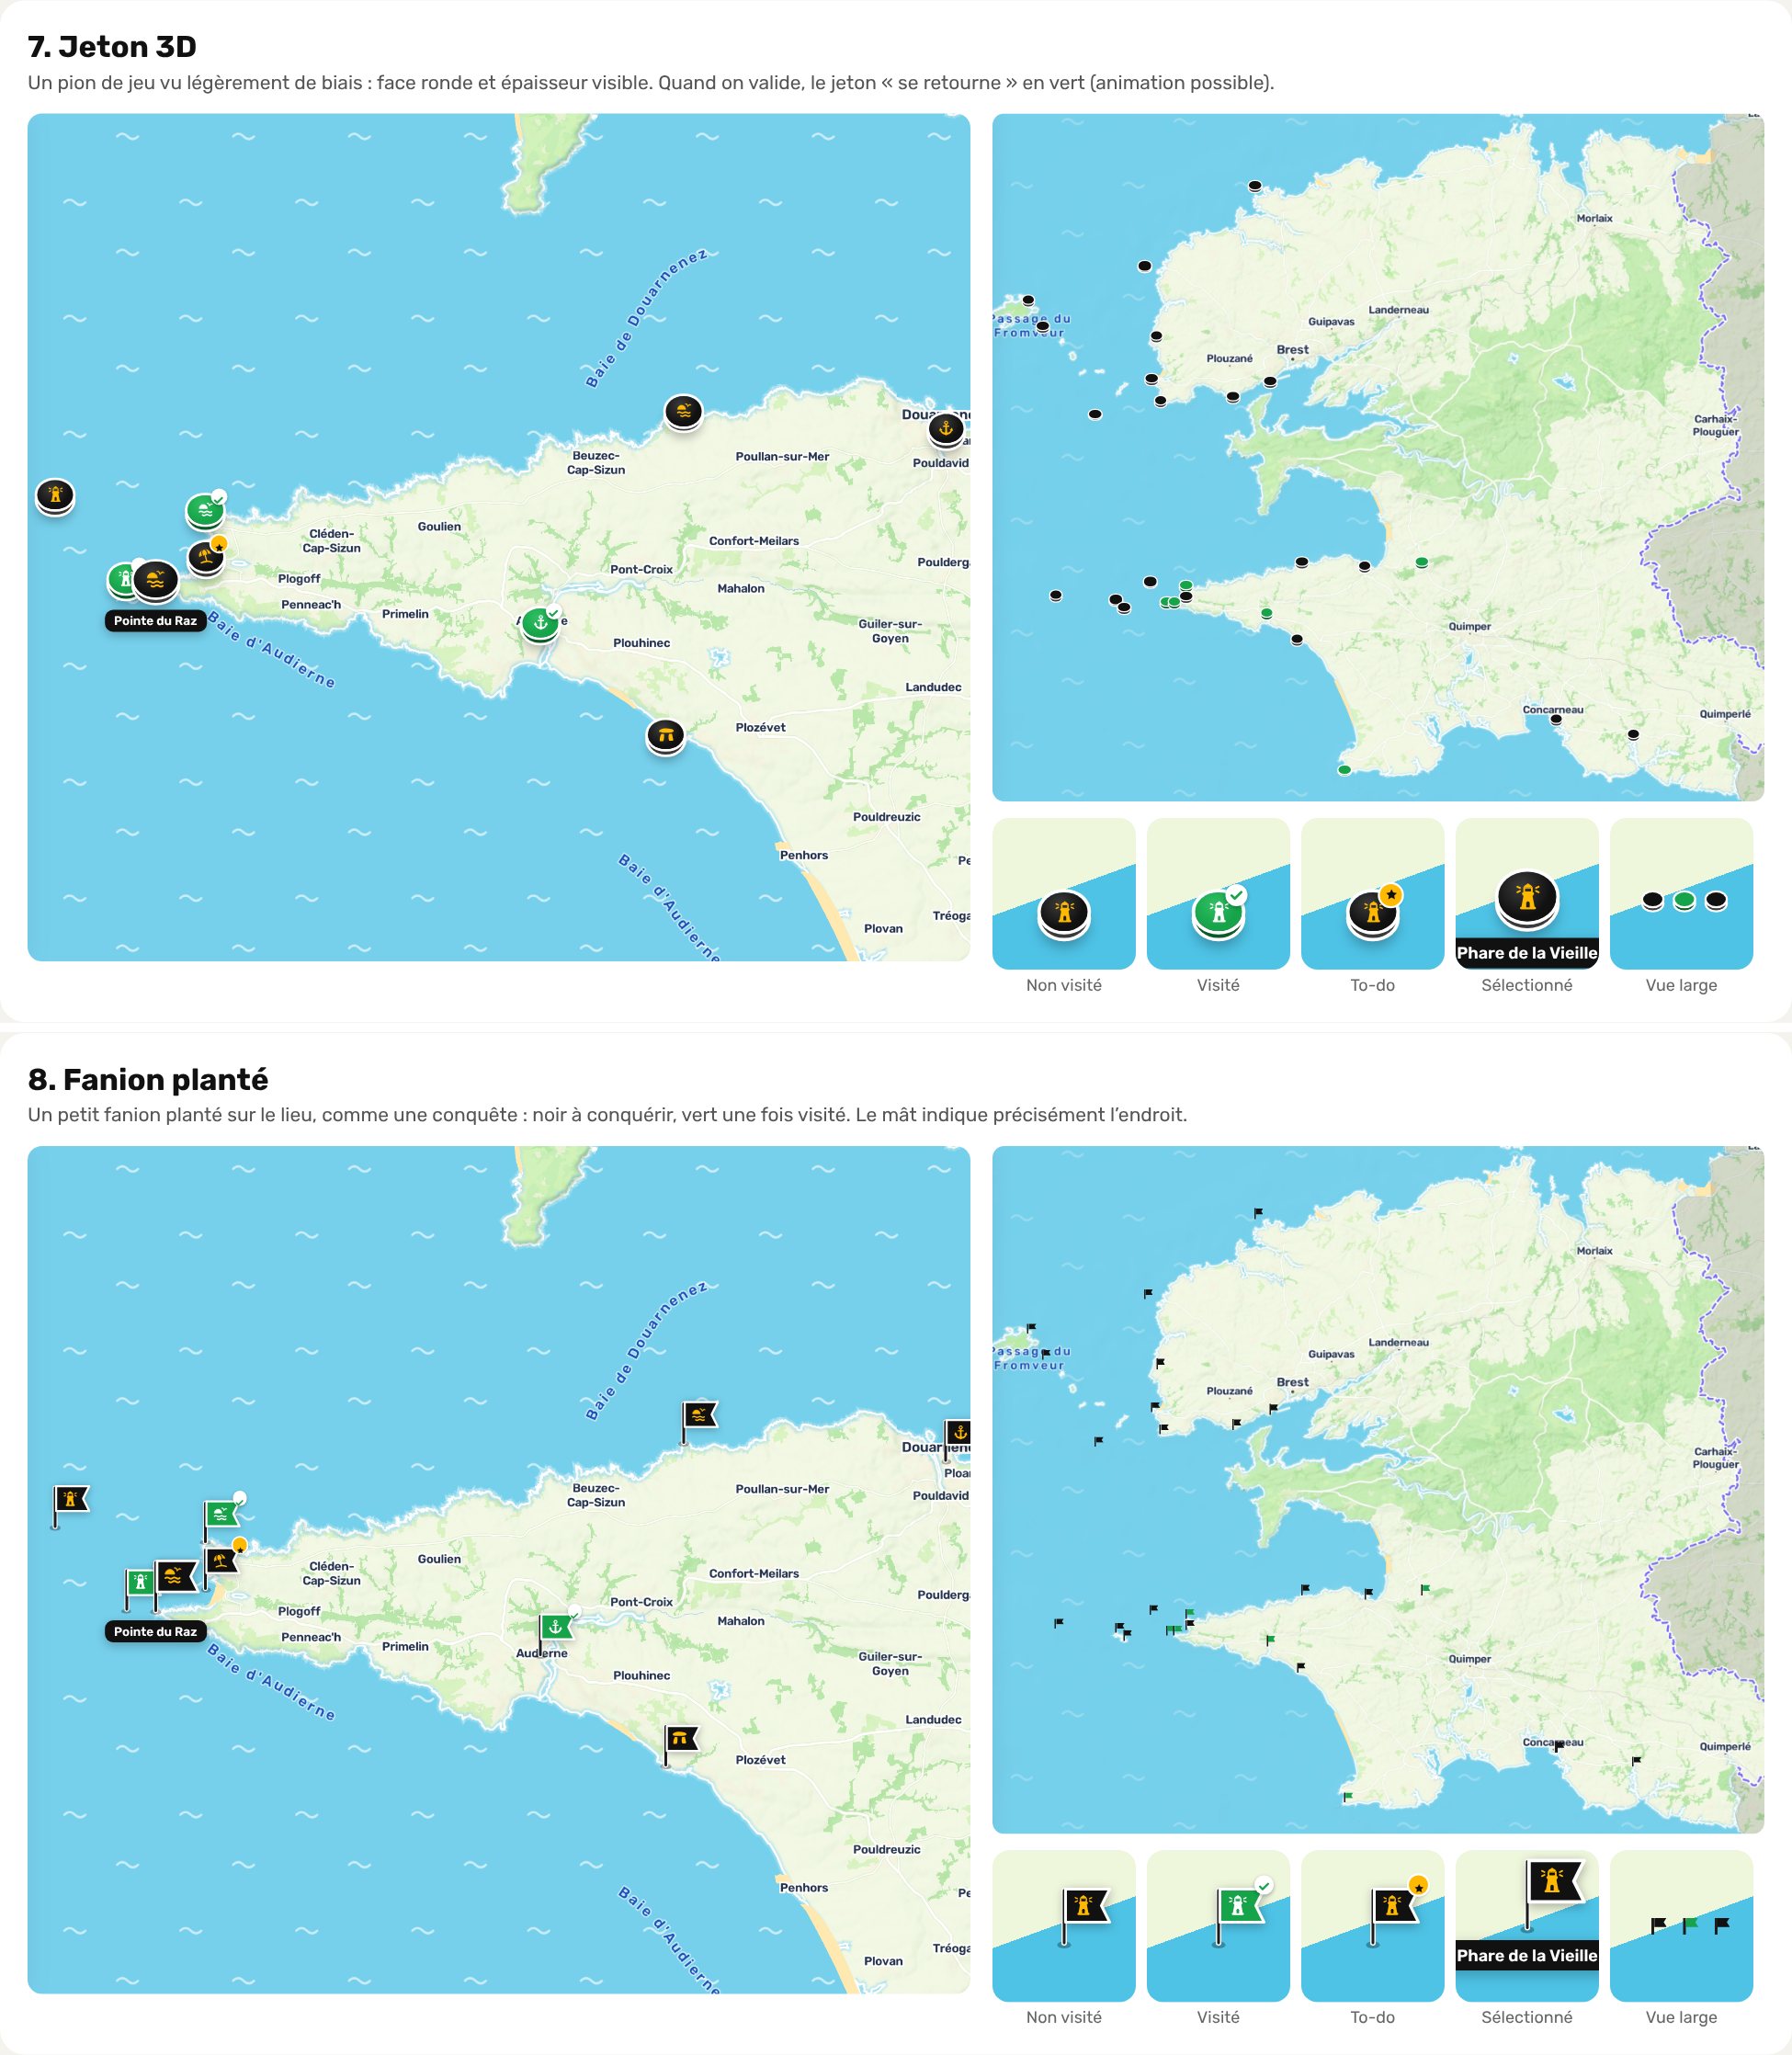 7. Jeton 3D
Un pion de jeu vu légèrement de biais : face ronde et épaisseur visible. Quand on valide, le jeton « se retourne » en vert (animation possible).
Baie de Douarnenez
Beuzec-
Cap-Sizun
Poullan-sur-Mer
Pouldavid
Cléden-
Cap-Sizun
Goulien
Confort-Meilars
Plogoff
Pont-Croix
Mahalon
Penneac'h
Primelin
Pointe du Raz
Baie d'Audierne
Plouhinec
Guiler-sur-
Goyen
Landudec
Plozévet
Pouldreuzic
Penhors
Baie d'Audierne
Plovan
Morlaix
Passage du
Fromveur
Landerneau
Guipavas
Brest
Plouzané
Carhaix-
Plouguer
Quimper
Concarneau
Quimperlé
Phare de la Vieille
Non visité
Visité
To-do
Sélectionné
Vue large
8. Fanion planté
Un petit fanion planté sur le lieu, comme une conquête : noir à conquérir, vert une fois visité. Le mât indique précisément l’endroit.
Baie de Douarnenez
Beuzec-
Cap-Sizun
Poullan-sur-Mer
Pouldavid
Cléden-
Cap-Sizun
Goulien
Confort-Meilars
Plogoff
Pont-Croix
Mahalon
Penneac'h
Primelin
Pointe du Raz
Audierne
Baie d'Audierne
Plouhinec
Guiler-sur-
Goyen
Landudec
Plozévet
Pouldreuzic
Penhors
Baie d'Audierne
Plovan
Morlaix
Passage du
Fromveur
Landerneau
Guipavas
Brest
Plouzané
Carhaix-
Plouguer
Quimper
Concarneau
Quimperlé
Phare de la Vieille
Non visité
Visité
To-do
Sélectionné
Vue large